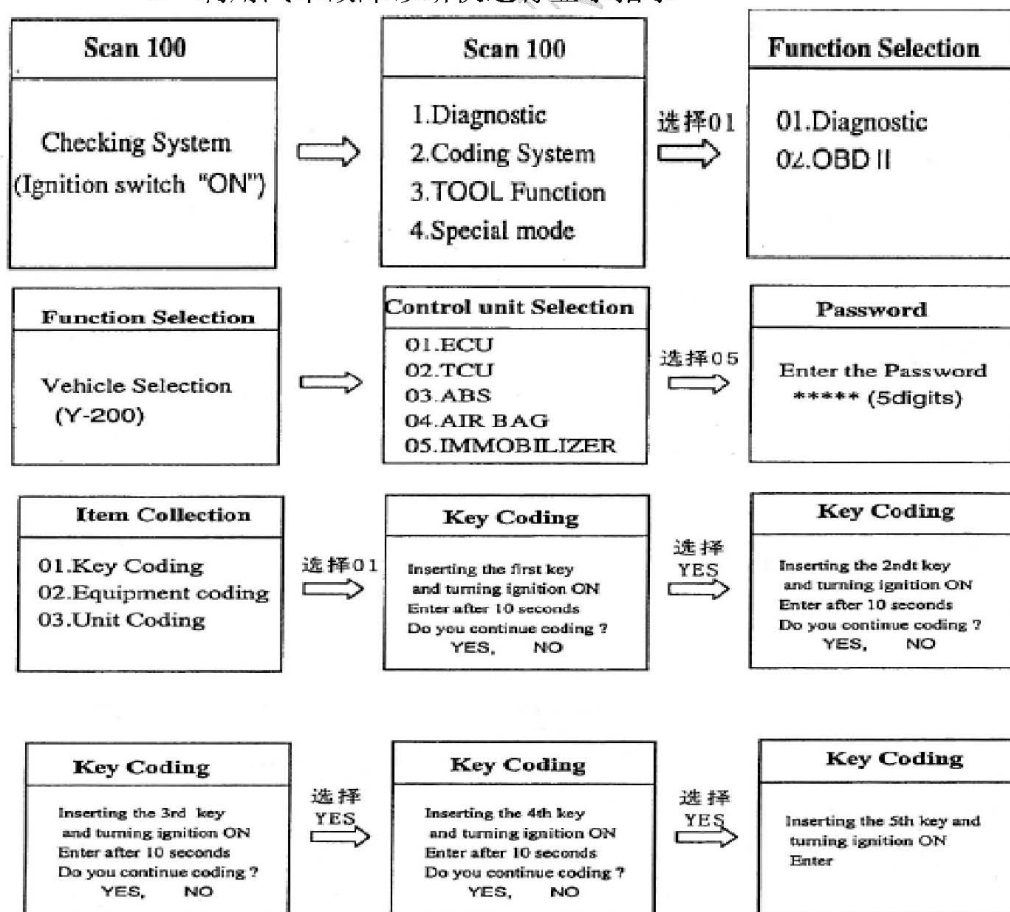 Scan 100
Checking System
(Ignition switch “ON”)
Scan 100
1.Diagnostic
2.Coding System
3.TOOL Function
4.Special mode
选择01
Function Selection
01.Diagnostic
02.OBD II
Function Selection
Vehicle Selection
(Y-200)
Control unit Selection
01.ECU
02.TCU
03.ABS
04.AIR BAG
05.IMMOBILIZER
选择05
Password
Enter the Password
***** (5digits)
Item Collection
01.Key Coding
02.Equipment coding
03.Unit Coding
选择01
Key Coding
Inserting the first key
and turning ignition ON
Enter after 10 seconds
Do you continue coding ?
YES, NO
选择
YES
Key Coding
Inserting the 2ndt key
and turning ignition ON
Enter after 10 seconds
Do you continue coding ?
YES, NO
Key Coding
Inserting the 3rd key
and turning ignition ON
Enter after 10 seconds
Do you continue coding ?
YES, NO
选择
YES
Key Coding
Inserting the 4th key
and turning ignition ON
Enter after 10 seconds
Do you continue coding ?
YES, NO
选择
YES
Key Coding
Inserting the 5th key and
turning ignition ON
Enter